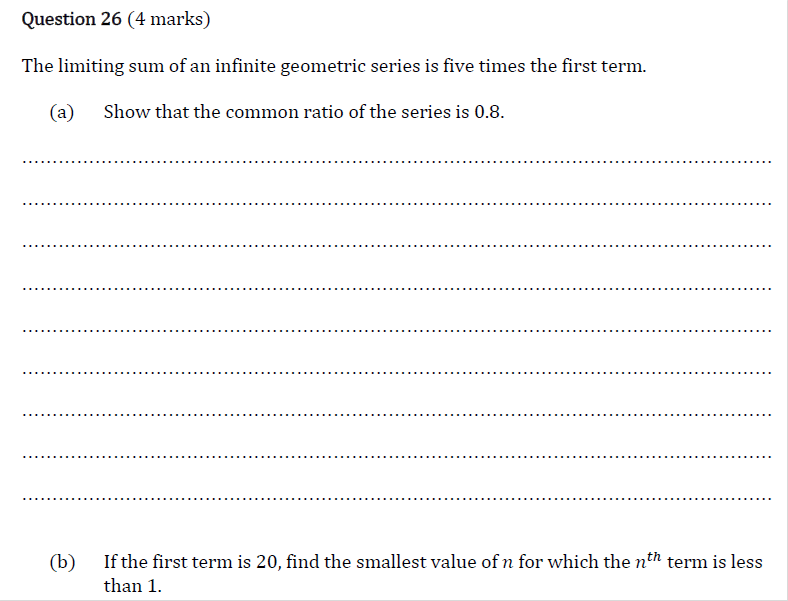 Question 26 (4 marks)
The limiting sum of an infinite geometric series is five times the first term.
(a) Show that the common ratio of the series is 0.8.
(b) If the first term is 20, find the smallest value of n for which the nᵗʰ term is less
than 1.